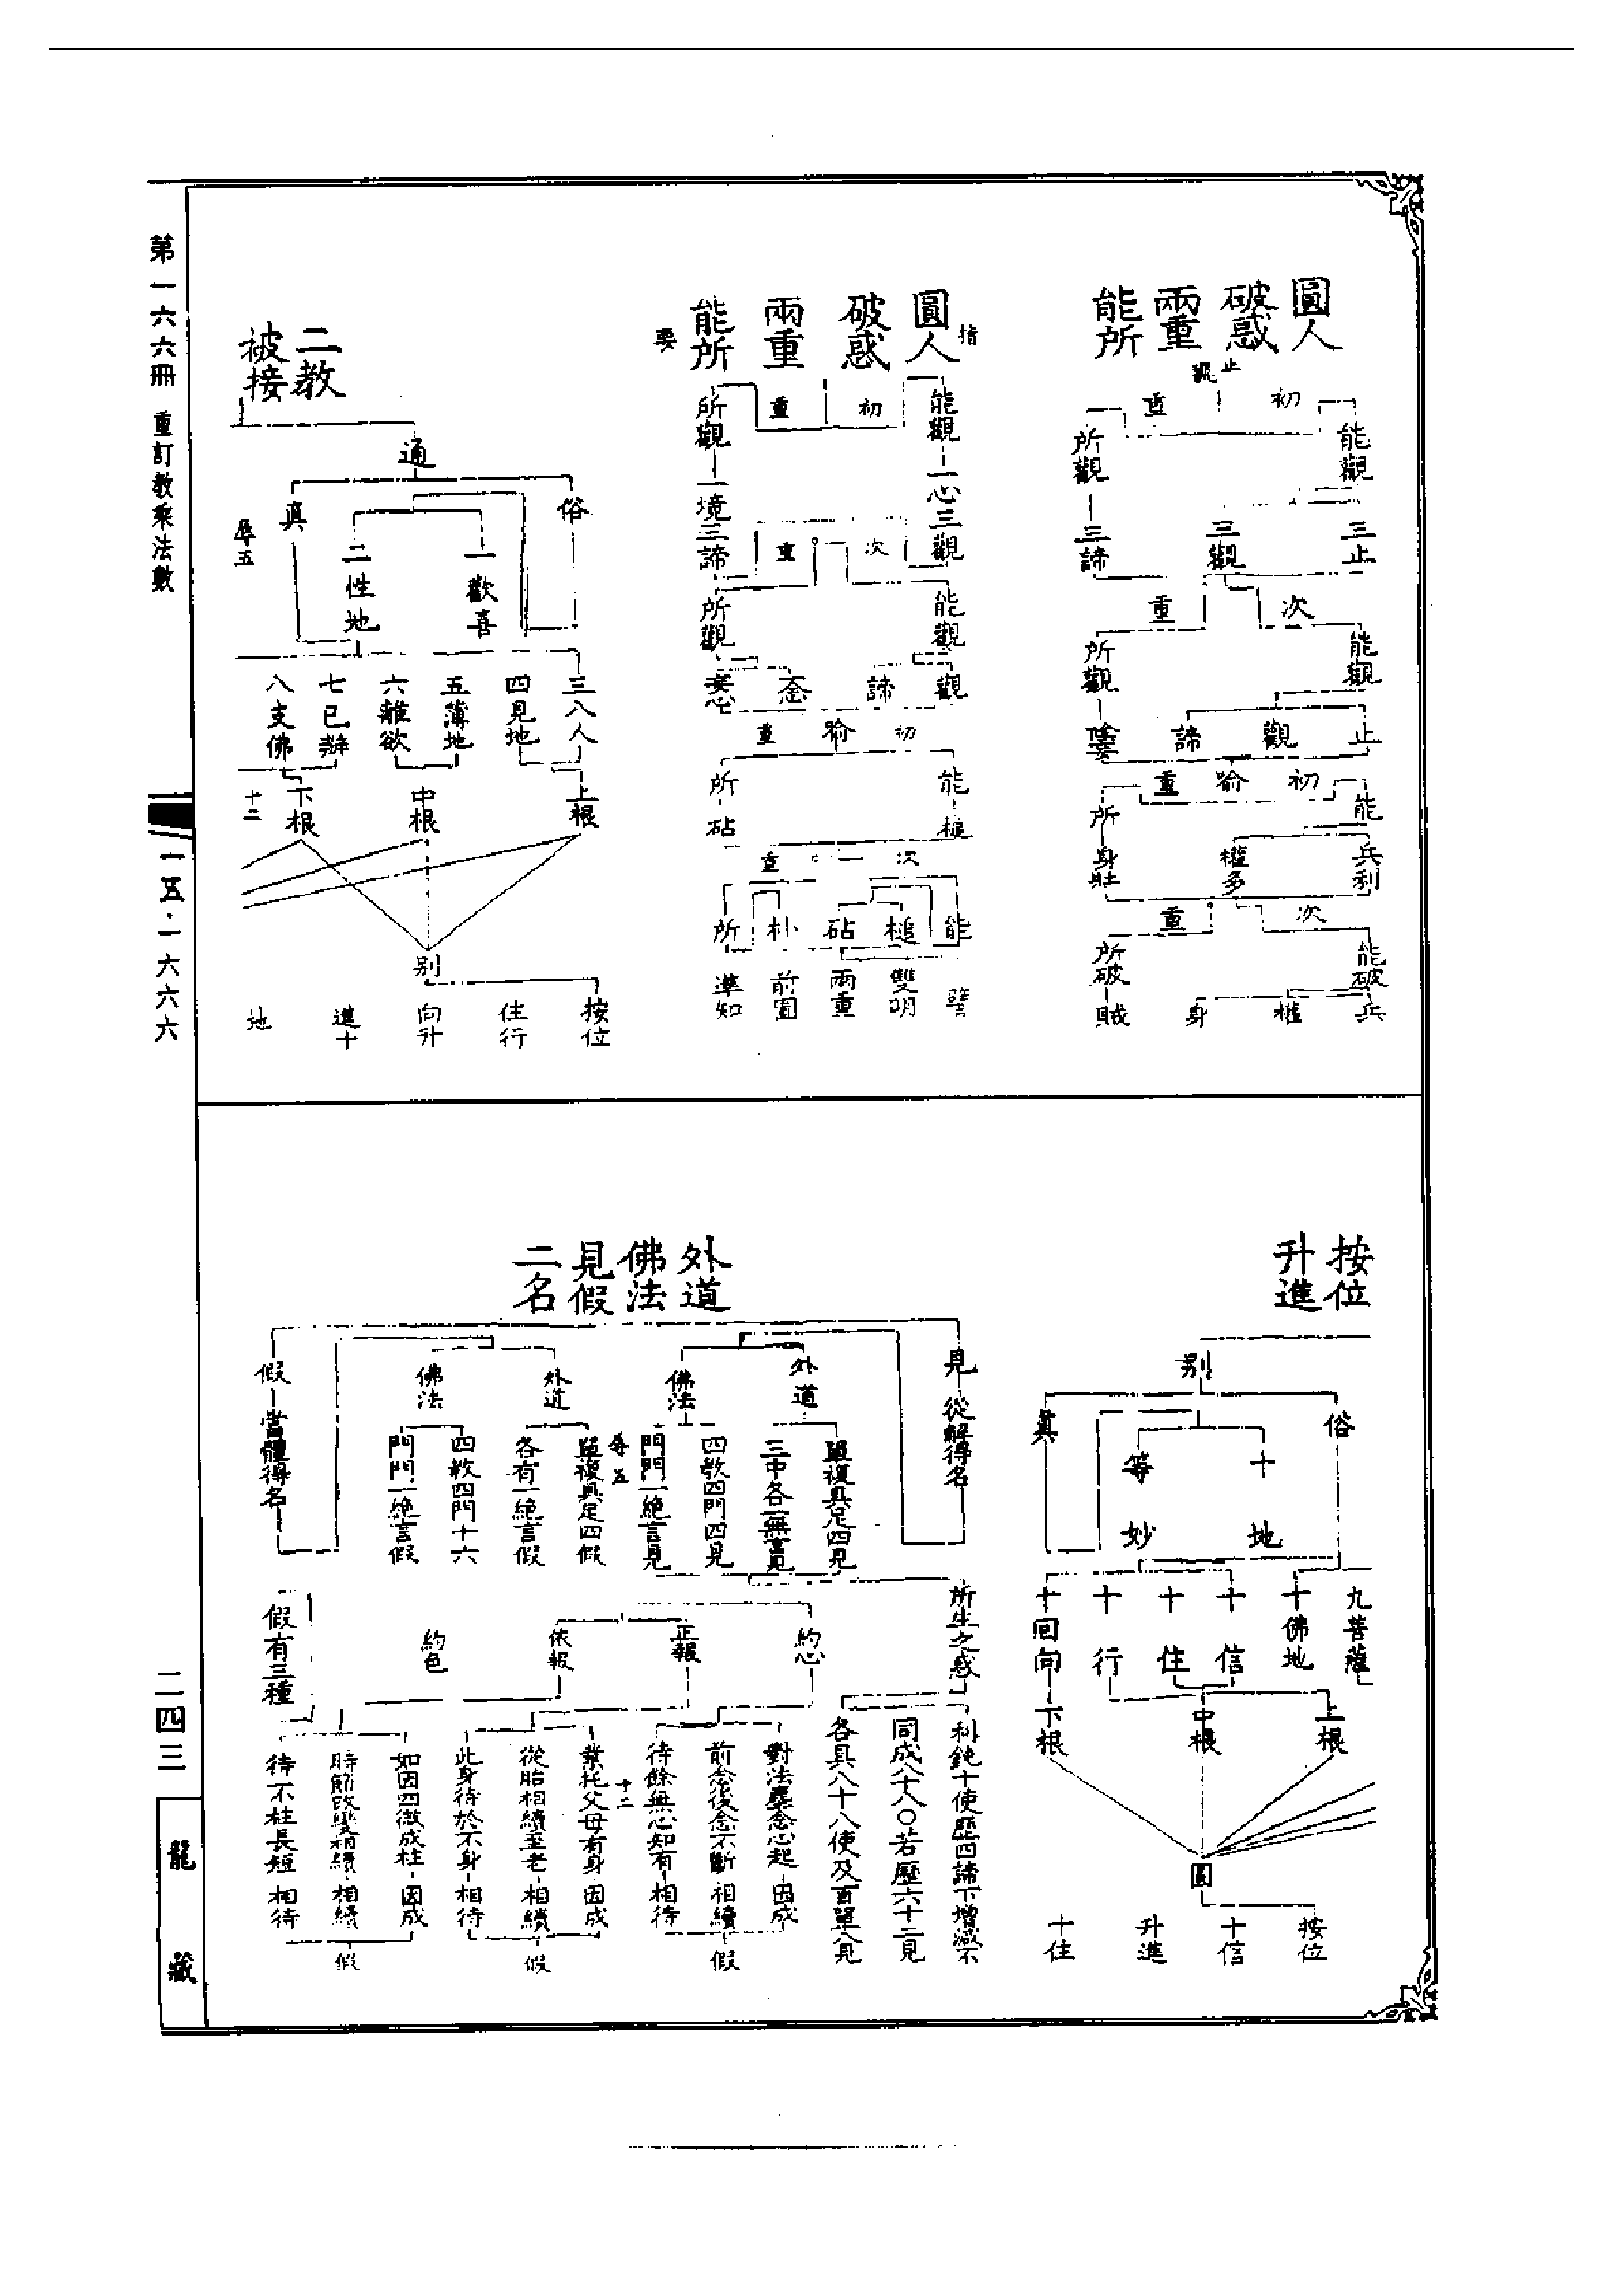 圓人破惑兩重能所
止觀
初重
能觀
所觀
三止
三觀
三諦
次重
能觀
所觀
止
觀
諦
初喻重
能
所
兵利
權多
身壯
次重
能破
所破
兵
權
身
賊
指
圓人破惑兩重能所
要
初重
能觀
一心三觀
所觀
一境三諦
次重
能觀
所觀
觀
諦
妄心
初喻重
能
槌
所
砧
次重
能
槌
砧
朴
所
雙明
兩重
前圖
準知
二教被接
通
俗
真
一歡喜
二性地
三八人
四見地
五薄地
六離欲
七已辦
八支佛
上根
中根
下根
別
按位
住行
向升
進十
地
辱五
十二
按位升進
別
俗
真
十地
等妙
九菩薩
十佛地
十信
十住
十行
十回向
上根
中根
下根
圓
按位
十信
升進
十住
外道佛法見假二名
見
從解得名
外道
單複具足四見
三中各一無言見
佛法
四教四門四見
門門一絕言見
辱五
外道
單複具足四假
各有一絕言假
佛法
四教四門十六
門門一絕言假
假
當體得名
所生之惑
利鈍十使歷四諦下增減不
同成八十八○若歷六十二見
各具八十八使及百單八見
約心
對法塵念心起
因成
前念後念不斷
相續
待餘無心知有
相待
假
正報
業托父母有身
因成
從胎相續至老
相續
此身待於不身
相待
假
十二
依報
約色
如因四微成柱
因成
時節改變相續
相續
待不柱長短
相待
假
假有三種
第一六六冊 重訂教乘法數
一五·一六六六
二四三
龍藏